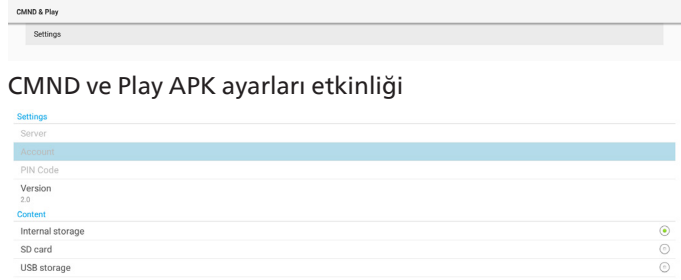 CMND & Play
Settings
CMND ve Play APK ayarları etkinliği
Settings
Server
Account
PIN Code
Version
2.0
Content
Internal storage
SD card
USB storage